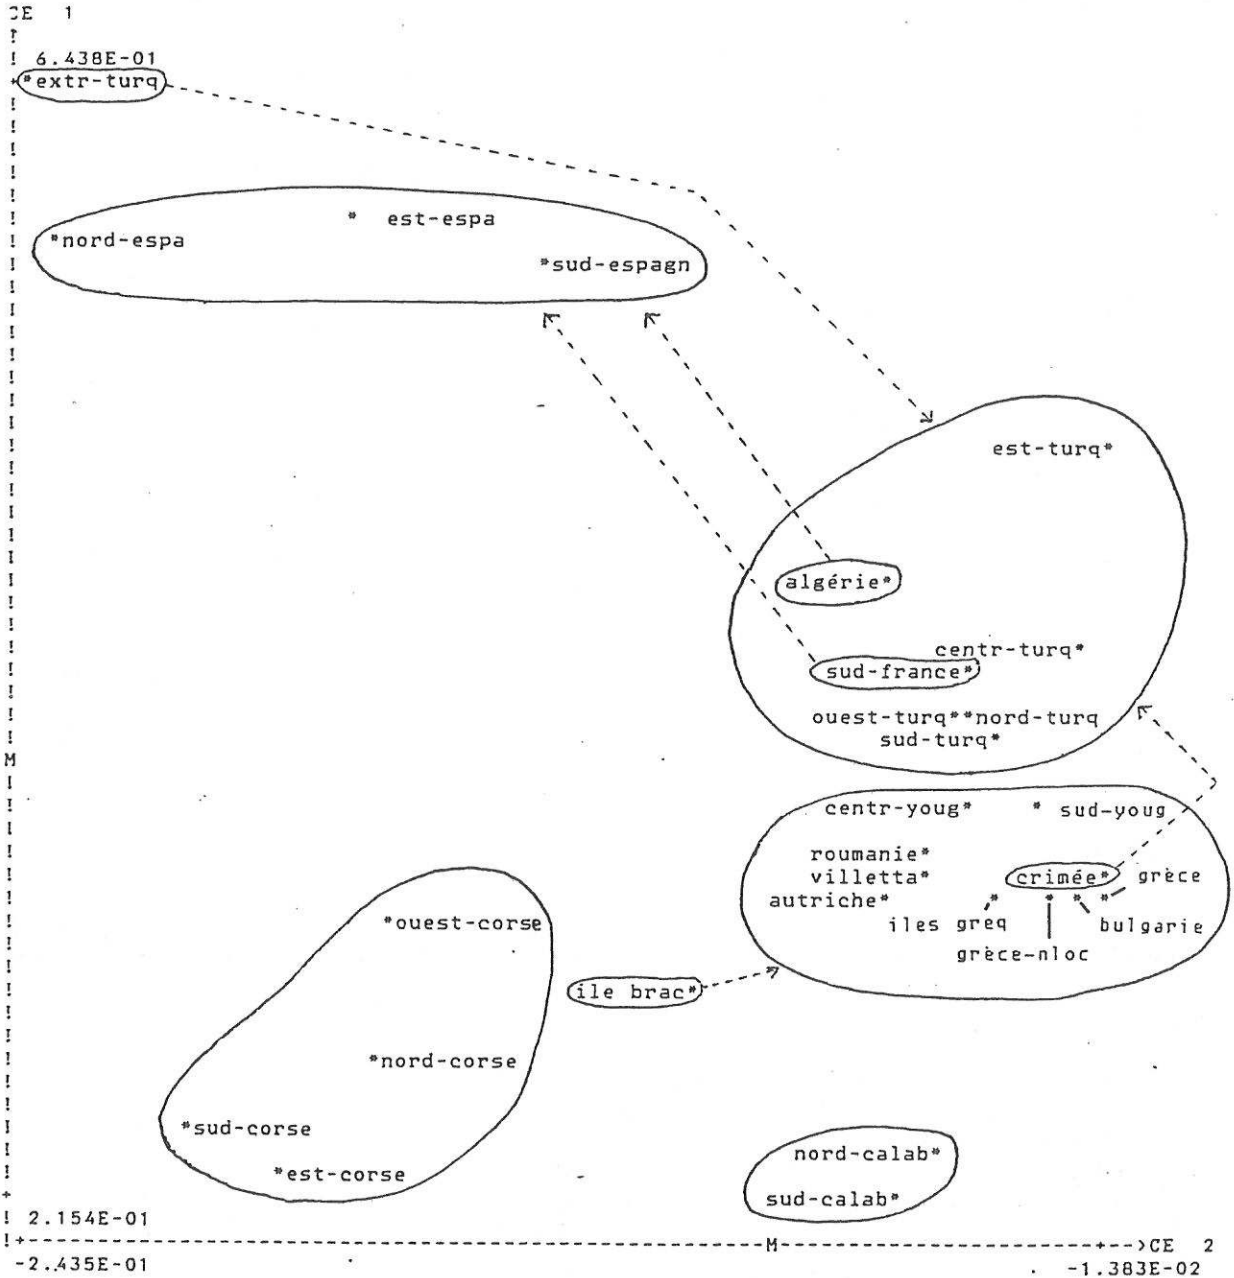 CE 1
6.438E-01
*extr-turq
* est-espa
*nord-espa
*sud-espagn
est-turq*
algérie*
centr-turq*
sud-france*
ouest-turq**nord-turq
sud-turq*
M
centr-youg* * sud-youg
roumanie*
villetta* crimée* grèce
autriche* * * * *
iles greq bulgarie
grèce-nloc
*ouest-corse
ile brac*
*nord-corse
*sud-corse
nord-calab*
*est-corse
sud-calab*
2.154E-01
M CE 2
-2.435E-01 -1.383E-02